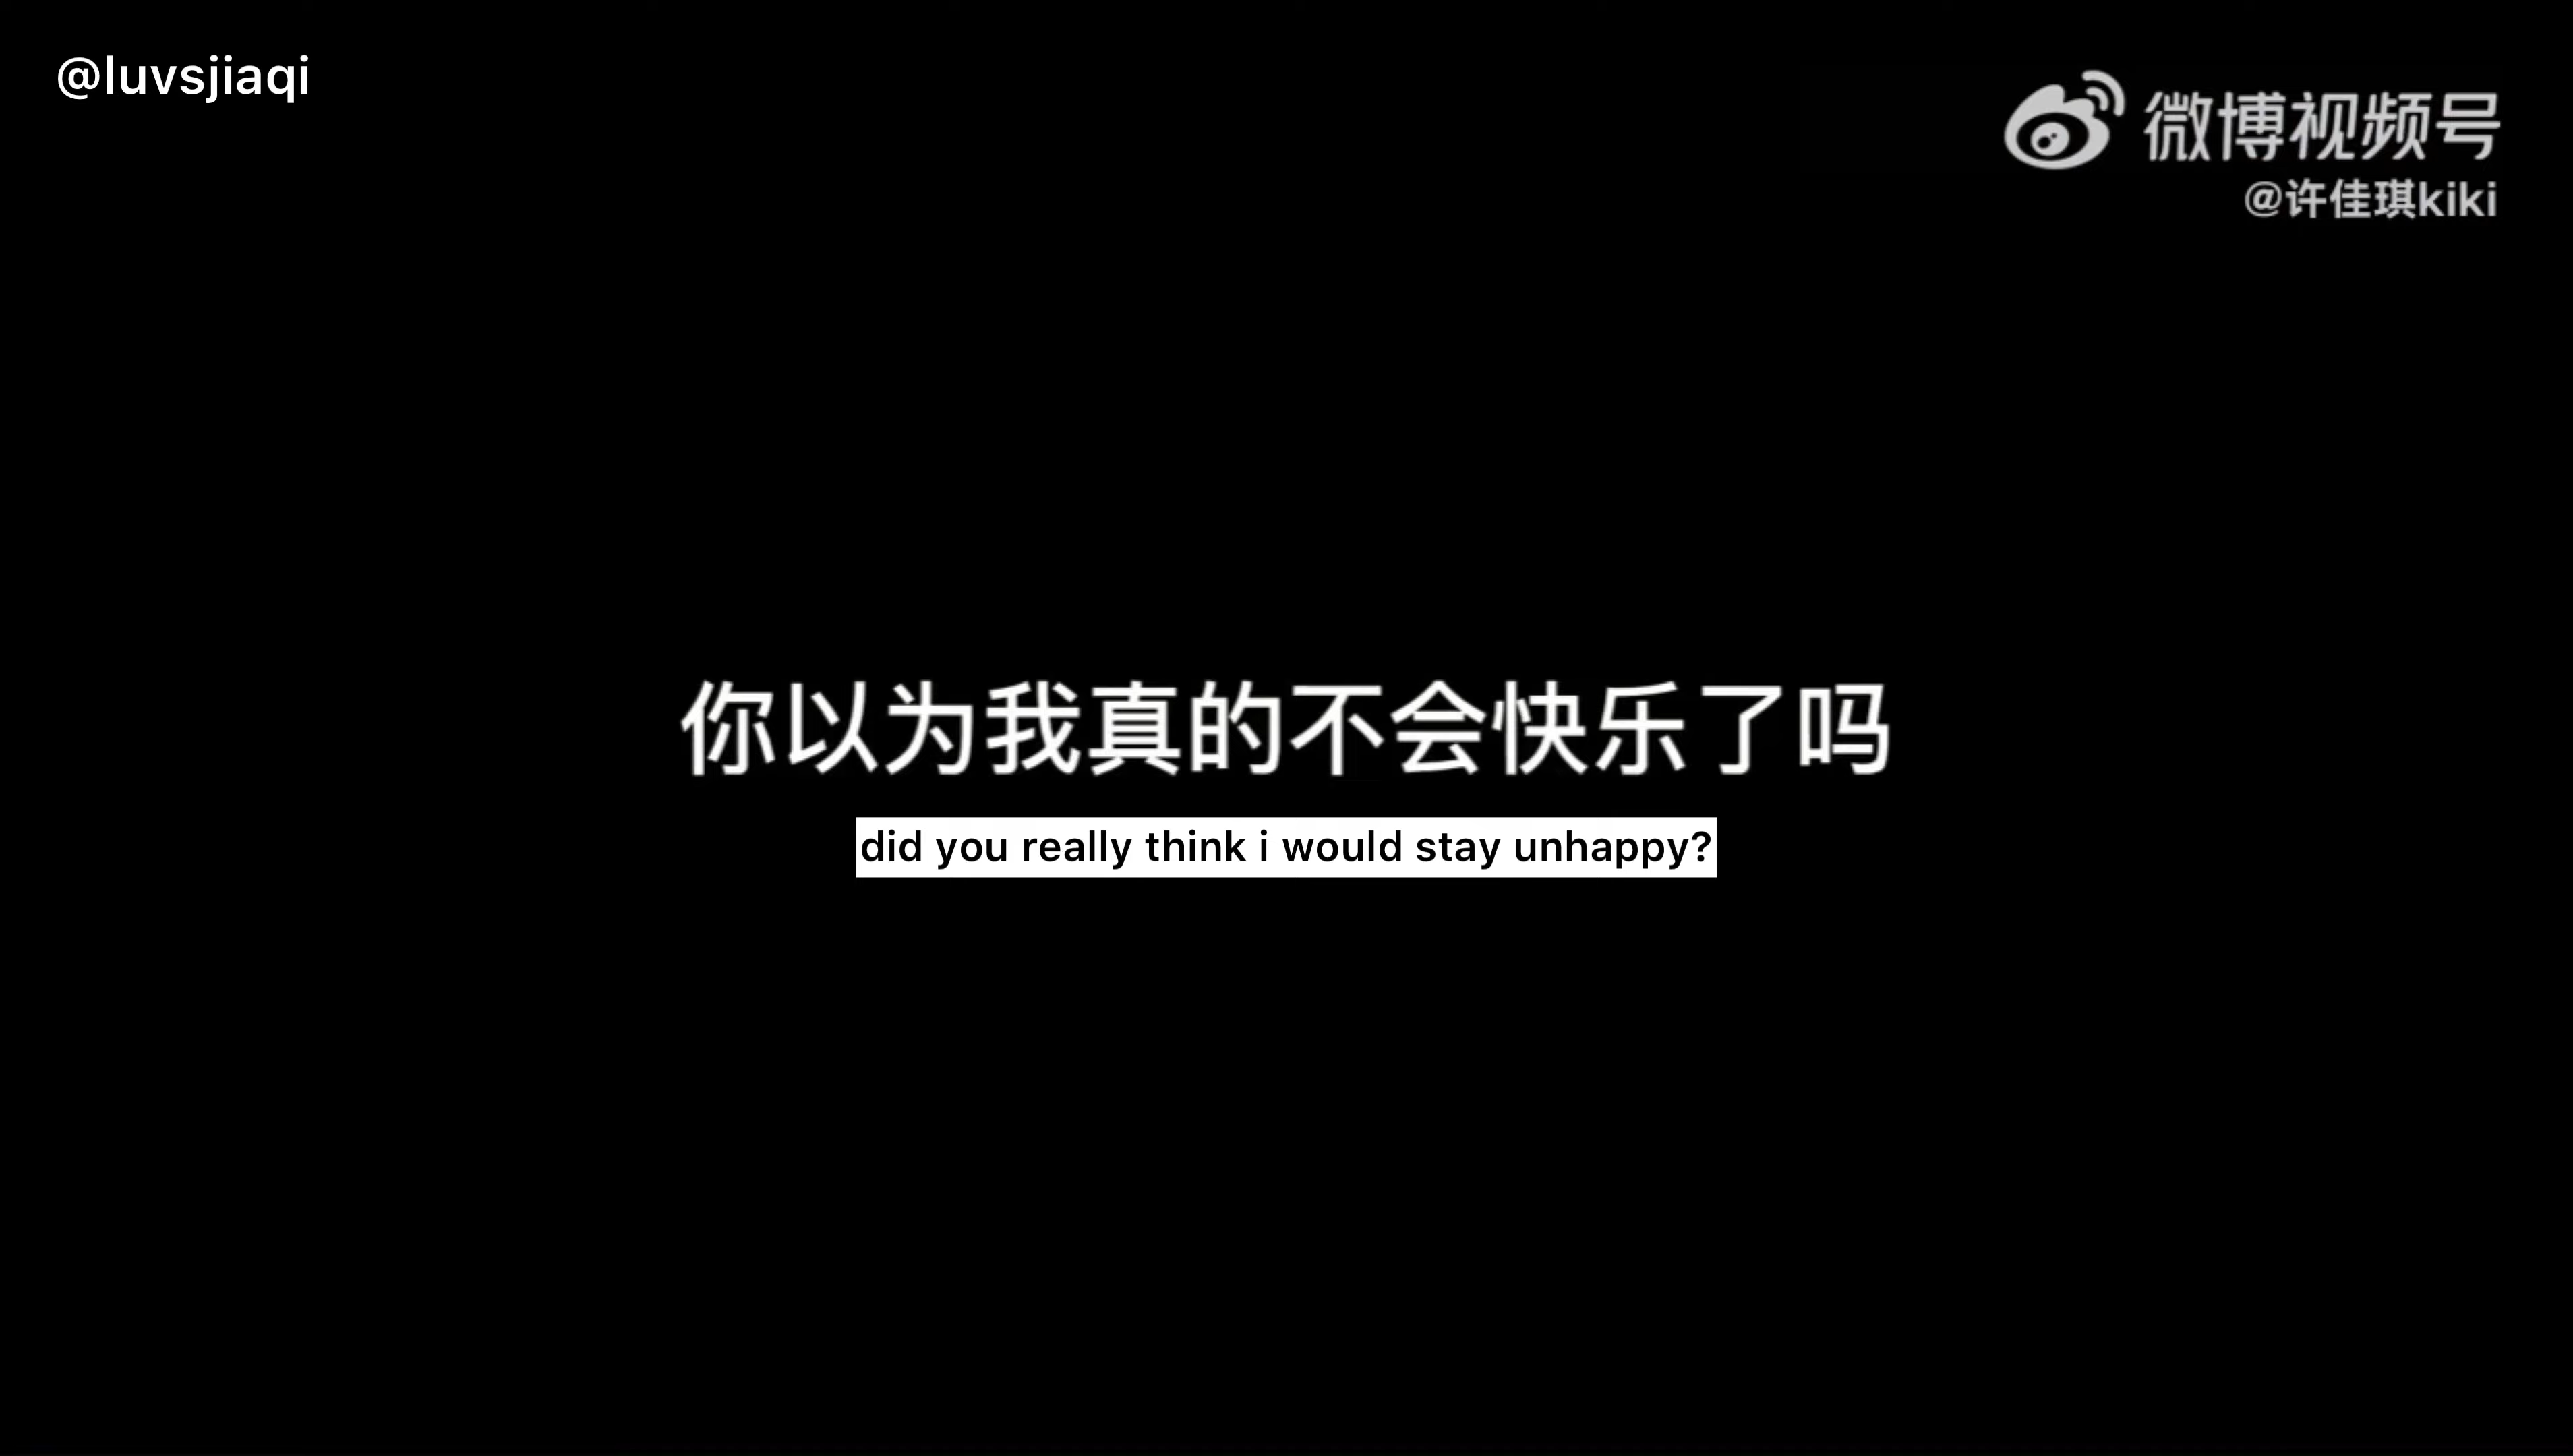 @luvsjiaqi
微博视频号
@许佳琪kiki
你以为我真的不会快乐了吗
did you really think i would stay unhappy?